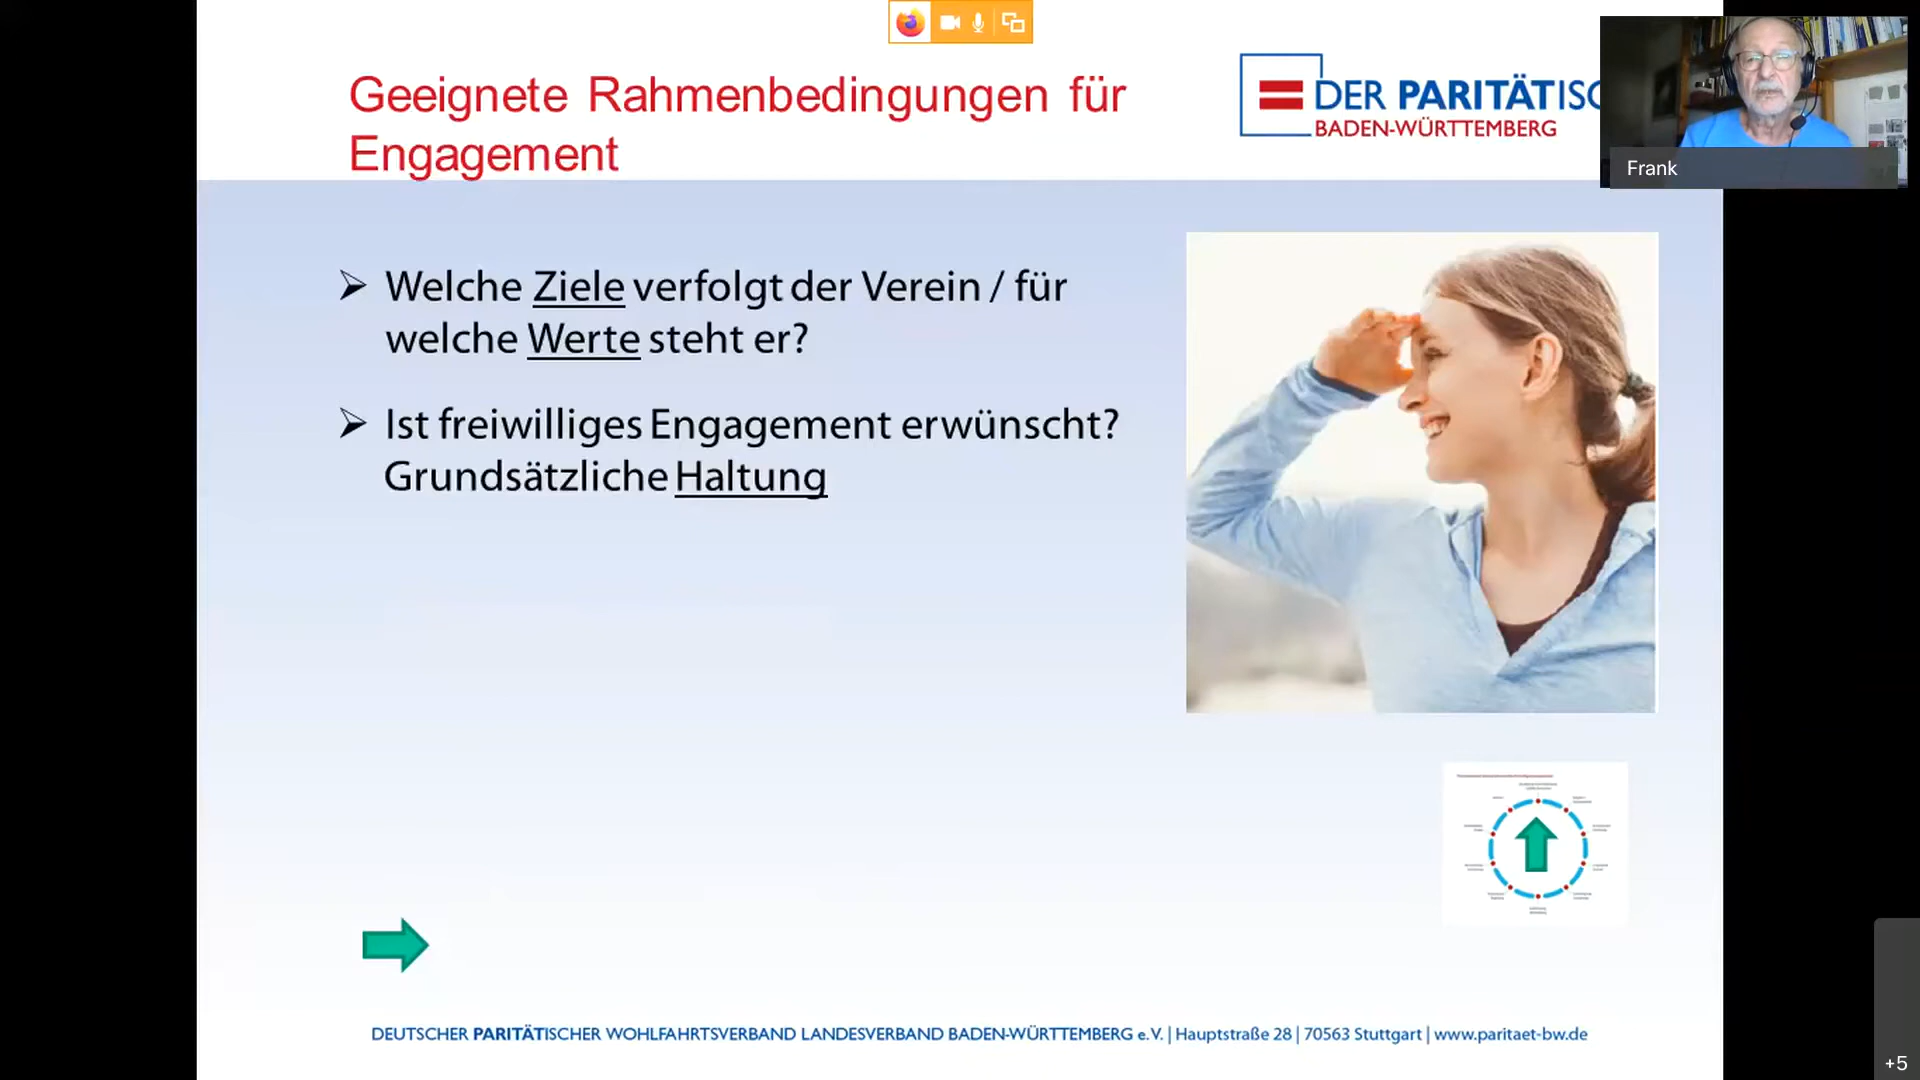 Geeignete Rahmenbedingungen für
Engagement
DER PARITÄTISC
BADEN-WÜRTTEMBERG
Frank
➢ Welche Ziele verfolgt der Verein / für
welche Werte steht er?
➢ Ist freiwilliges Engagement erwünscht?
Grundsätzliche Haltung
DEUTSCHER PARITÄTISCHER WOHLFAHRTSVERBAND LANDESVERBAND BADEN-WÜRTTEMBERG e.V. | Hauptstraße 28 | 70563 Stuttgart | www.paritaet-bw.de
+5